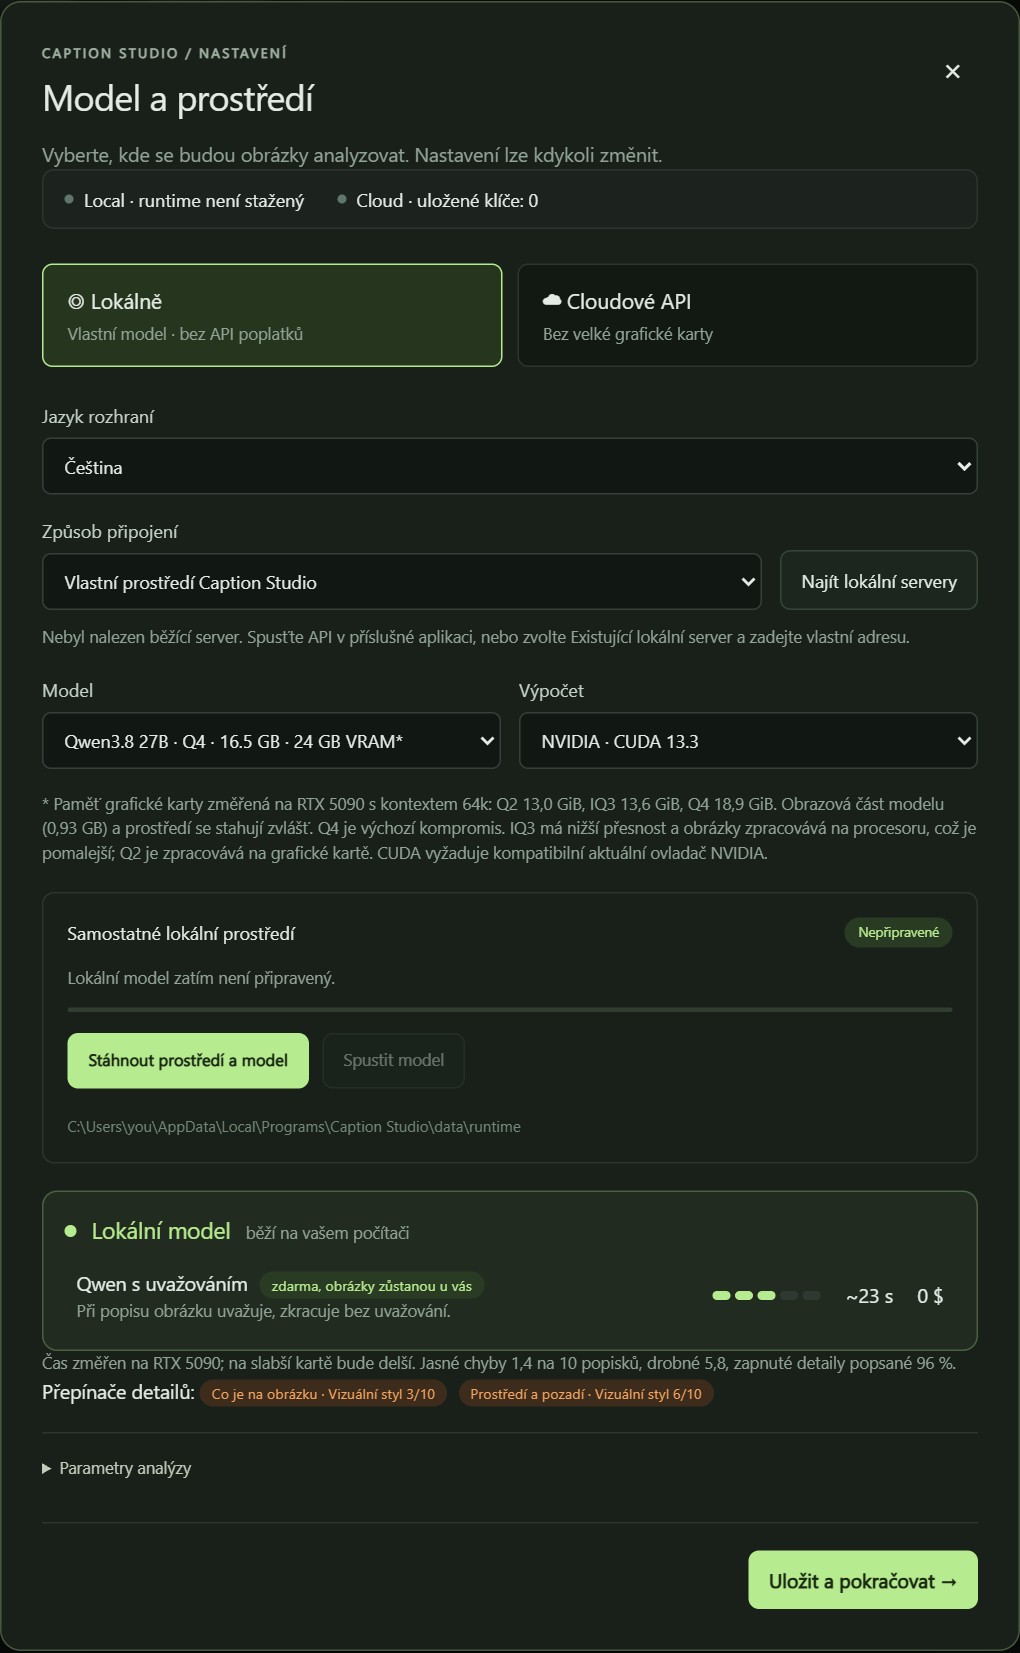 CAPTION STUDIO / NASTAVENÍ
Model a prostředí
Vyberte, kde se budou obrázky analyzovat. Nastavení lze kdykoli změnit.
Local · runtime není stažený
Cloud · uložené klíče: 0
Lokálně
Vlastní model · bez API poplatků
Cloudové API
Bez velké grafické karty
Jazyk rozhraní
Čeština
Způsob připojení
Vlastní prostředí Caption Studio
Najít lokální servery
Nebyl nalezen běžící server. Spusťte API v příslušné aplikaci, nebo zvolte Existující lokální server a zadejte vlastní adresu.
Model
Qwen3.8 27B · Q4 · 16.5 GB · 24 GB VRAM*
Výpočet
NVIDIA · CUDA 13.3
* Paměť grafické karty změřená na RTX 5090 s kontextem 64k: Q2 13,0 GiB, IQ3 13,6 GiB, Q4 18,9 GiB. Obrazová část modelu
(0,93 GB) a prostředí se stahují zvlášť. Q4 je výchozí kompromis. IQ3 má nižší přesnost a obrázky zpracovává na procesoru, což je
pomalejší; Q2 je zpracovává na grafické kartě. CUDA vyžaduje kompatibilní aktuální ovladač NVIDIA.
Samostatné lokální prostředí
Nepřipravené
Lokální model zatím není připravený.
Stáhnout prostředí a model
Spustit model
C:\Users\you\AppData\Local\Programs\Caption Studio\data\runtime
Lokální model běží na vašem počítači
Qwen s uvažováním zdarma, obrázky zůstanou u vás
Při popisu obrázku uvažuje, zkracuje bez uvažování.
~23 s 0 $
Čas změřen na RTX 5090; na slabší kartě bude delší. Jasné chyby 1,4 na 10 popisků, drobné 5,8, zapnuté detaily popsané 96 %.
Přepínače detailů: Co je na obrázku · Vizuální styl 3/10 Prostředí a pozadí · Vizuální styl 6/10
Parametry analýzy
Uložit a pokračovat →